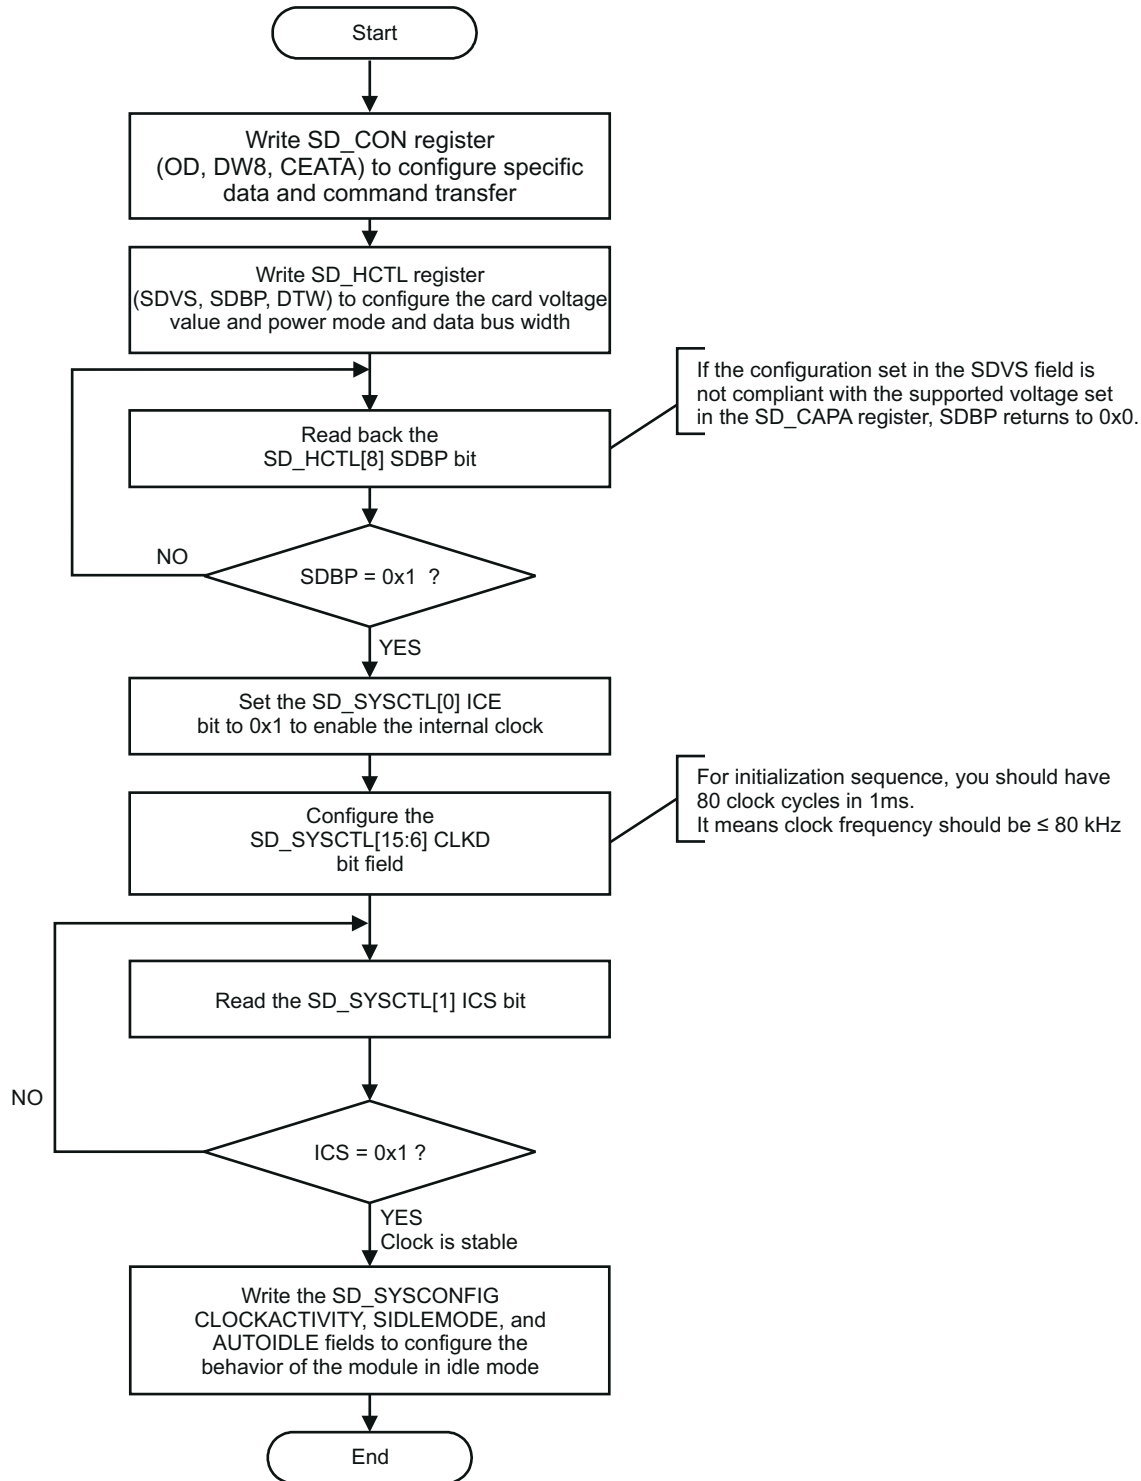 Start
Write SD_CON register
(OD, DW8, CEATA) to configure specific
data and command transfer
Write SD_HCTL register
(SDVS, SDBP, DTW) to configure the card voltage
value and power mode and data bus width
If the configuration set in the SDVS field is
not compliant with the supported voltage set
in the SD_CAPA register, SDBP returns to 0x0.
Read back the
SD_HCTL[8] SDBP bit
NO
SDBP = 0x1 ?
YES
Set the SD_SYSCTL[0] ICE
bit to 0x1 to enable the internal clock
For initialization sequence, you should have
80 clock cycles in 1ms.
It means clock frequency should be ≤ 80 kHz
Configure the
SD_SYSCTL[15:6] CLKD
bit field
Read the SD_SYSCTL[1] ICS bit
NO
ICS = 0x1 ?
YES
Clock is stable
Write the SD_SYSCONFIG
CLOCKACTIVITY, SIDLEMODE, and
AUTOIDLE fields to configure the
behavior of the module in idle mode
End